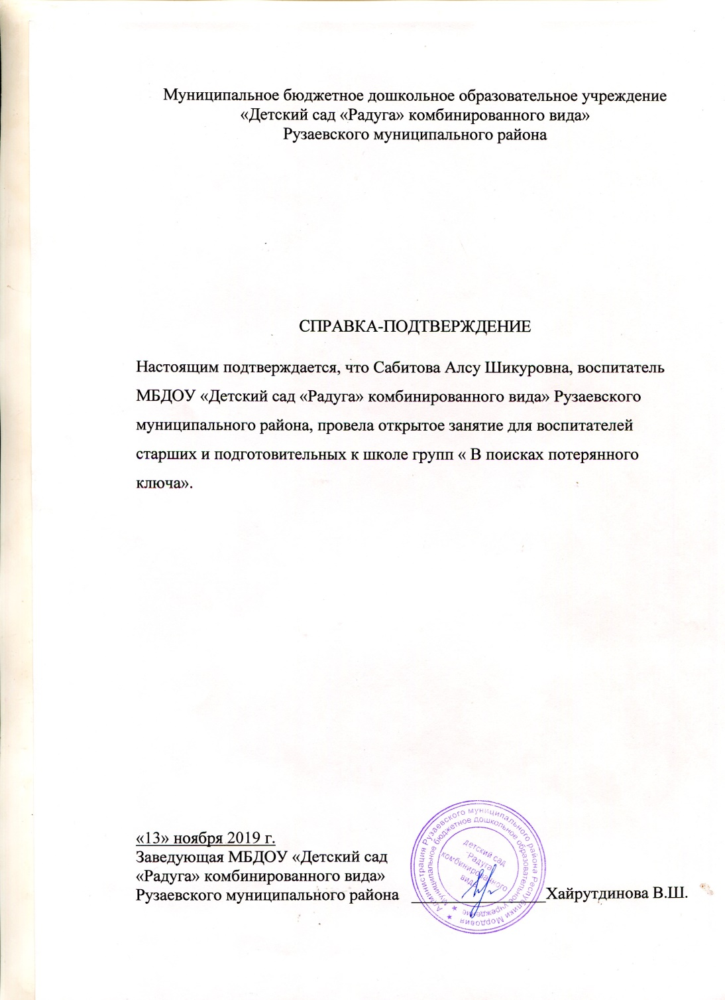 Муниципальное бюджетное дошкольное образовательное учреждение
«Детский сад «Радуга» комбинированного вида»
Рузаевского муниципального района
СПРАВКА-ПОДТВЕРЖДЕНИЕ
Настоящим подтверждается, что Сабитова Алсу Шикуровна, воспитатель
МБДОУ «Детский сад «Радуга» комбинированного вида» Рузаевского
муниципального района, провела открытое занятие для воспитателей
старших и подготовительных к школе групп « В поисках потерянного
ключа».
«13» ноября 2019 г.
Заведующая МБДОУ «Детский сад
«Радуга» комбинированного вида»
Рузаевского муниципального района ________________Хайрутдинова В.Ш.
Администрация Рузаевского муниципального района Республики Мордовия ★
Муниципальное бюджетное дошкольное образовательное учреждение ★
детский сад
"Радуга"
комбинированного
вида